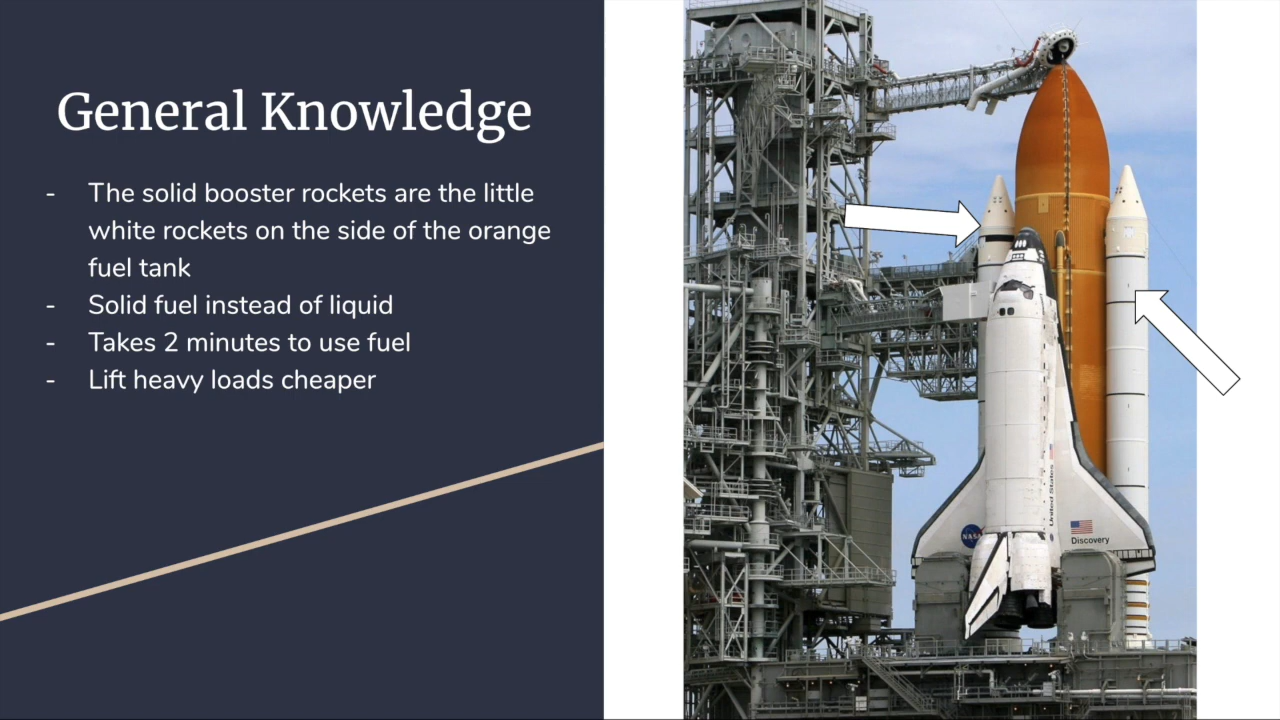 General Knowledge
- The solid booster rockets are the little
white rockets on the side of the orange
fuel tank
- Solid fuel instead of liquid
- Takes 2 minutes to use fuel
- Lift heavy loads cheaper
United States
NASA
Discovery